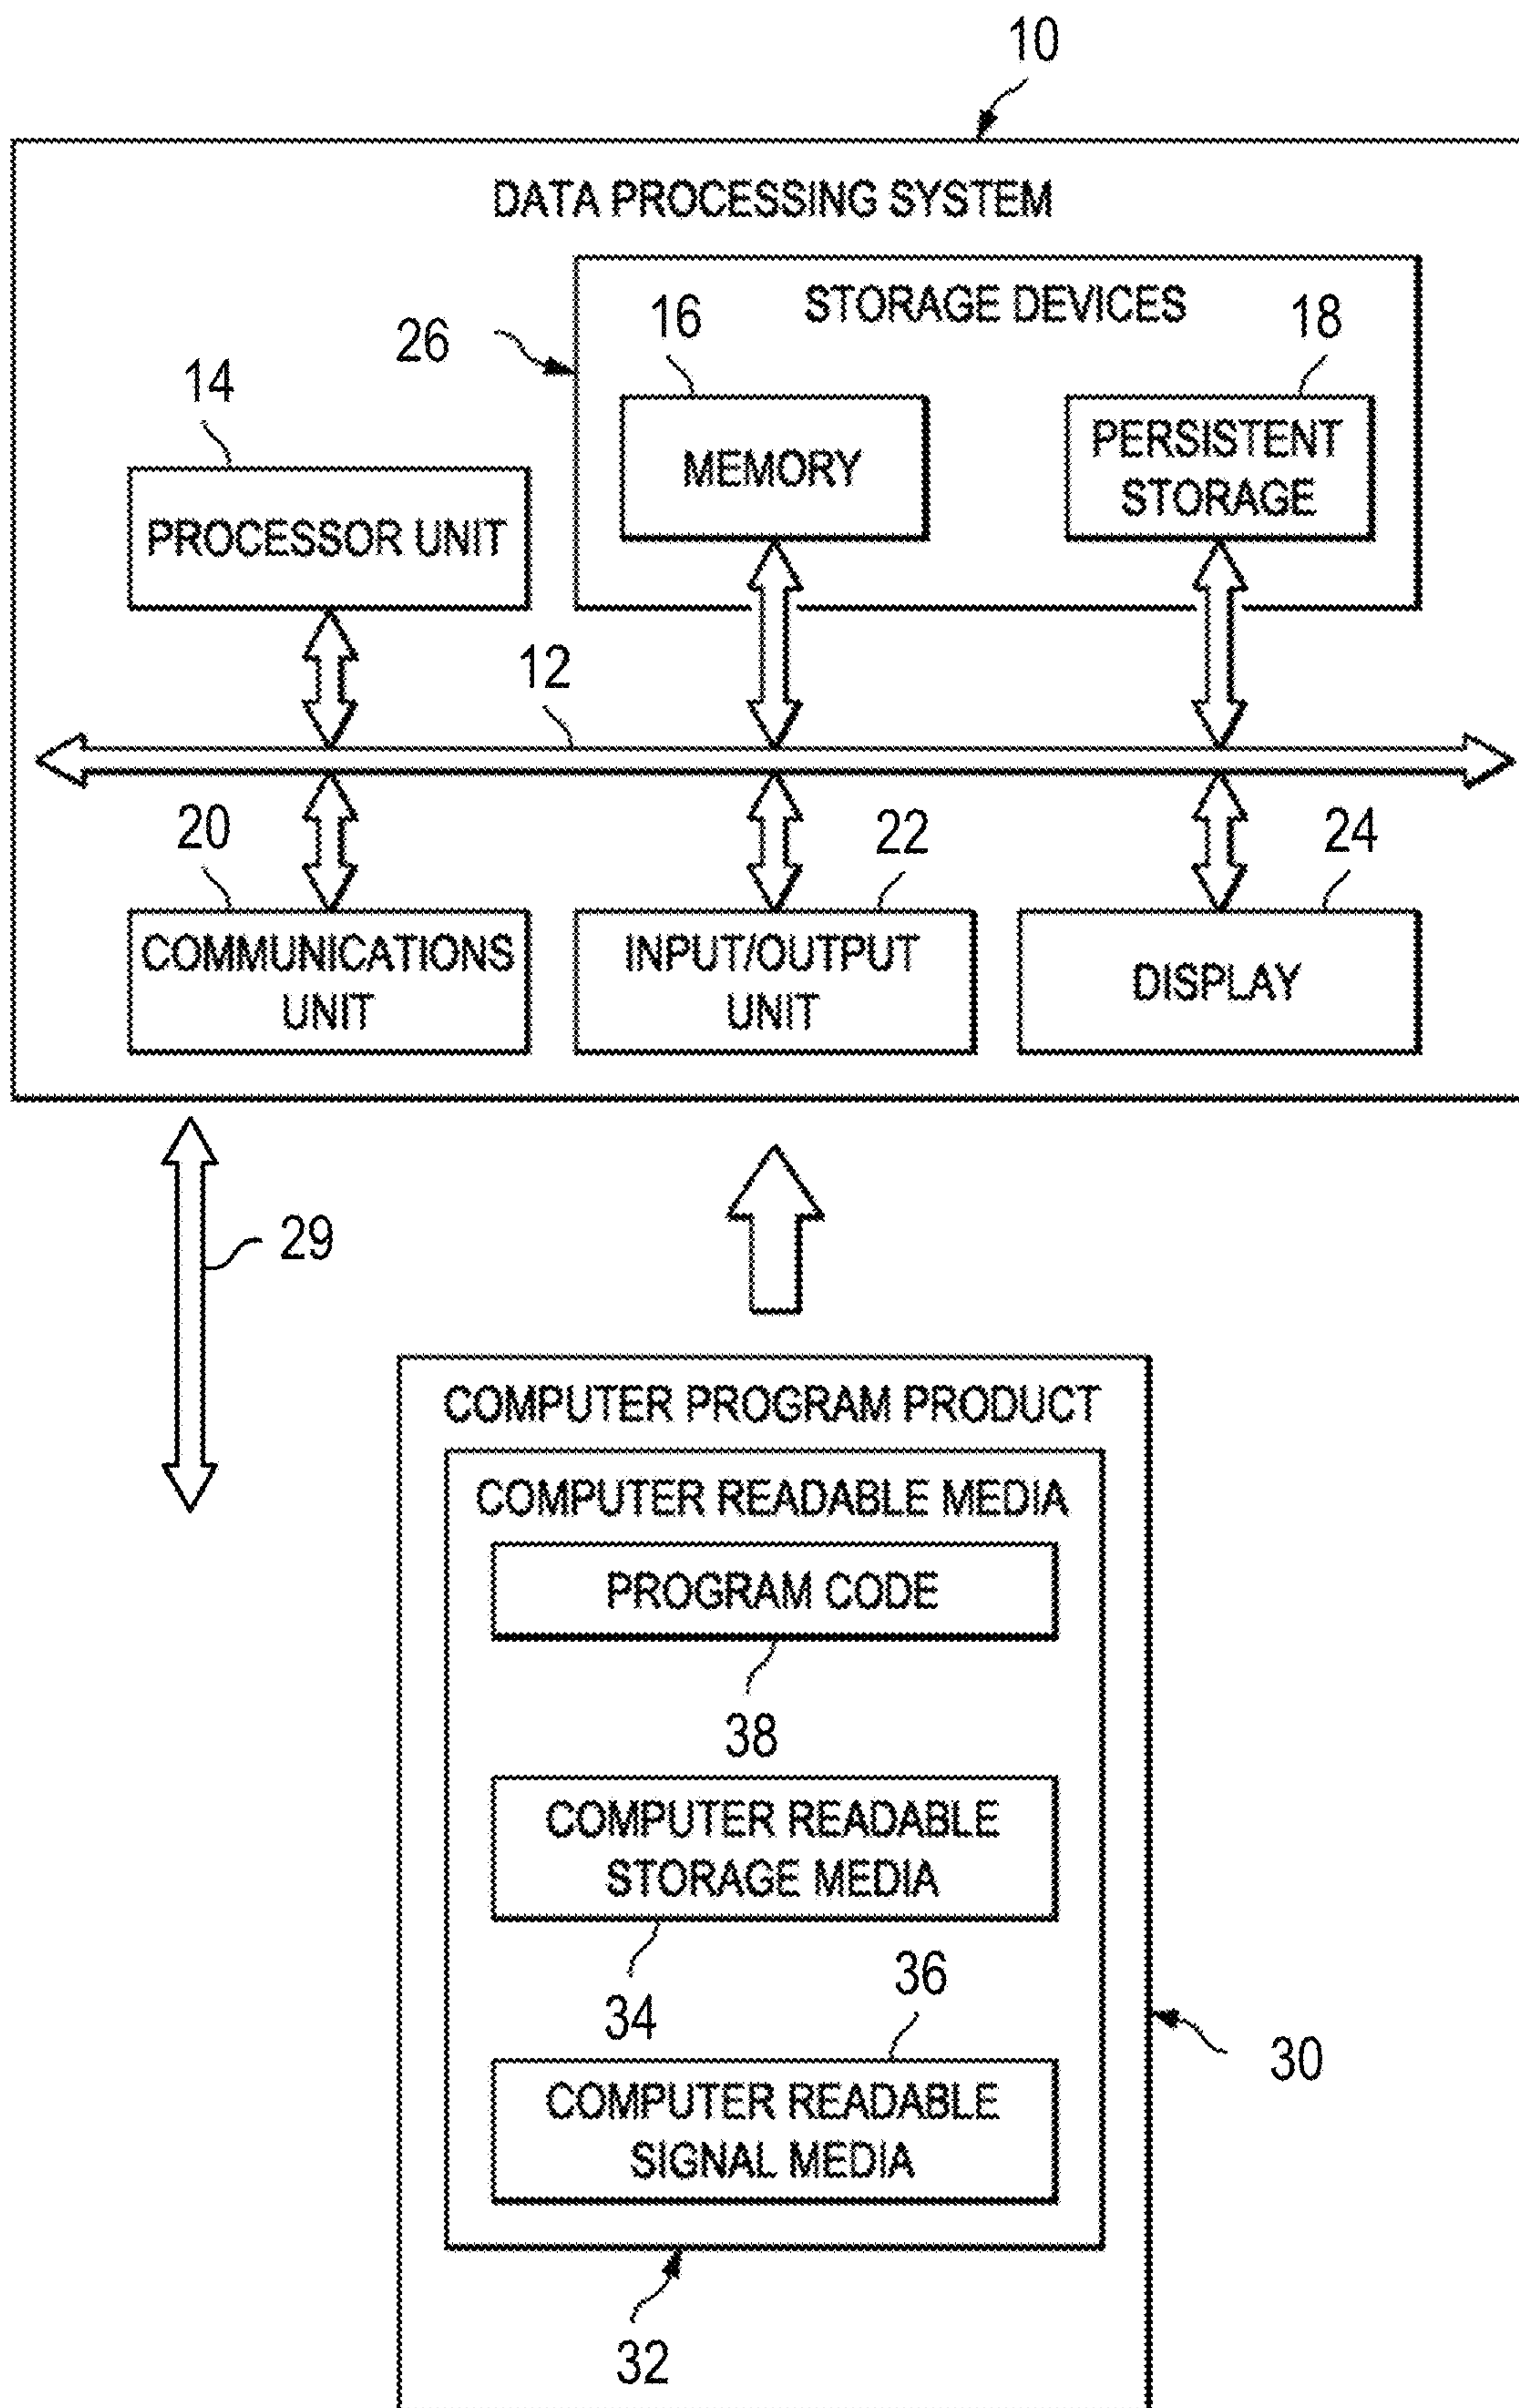 10
DATA PROCESSING SYSTEM
STORAGE DEVICES
16
18
26
14
MEMORY
PERSISTENT
STORAGE
PROCESSOR UNIT
12
20
22
24
COMMUNICATIONS
UNIT
INPUT/OUTPUT
UNIT
DISPLAY
29
COMPUTER PROGRAM PRODUCT
COMPUTER READABLE MEDIA
PROGRAM CODE
38
COMPUTER READABLE
STORAGE MEDIA
34
36
30
COMPUTER READABLE
SIGNAL MEDIA
32